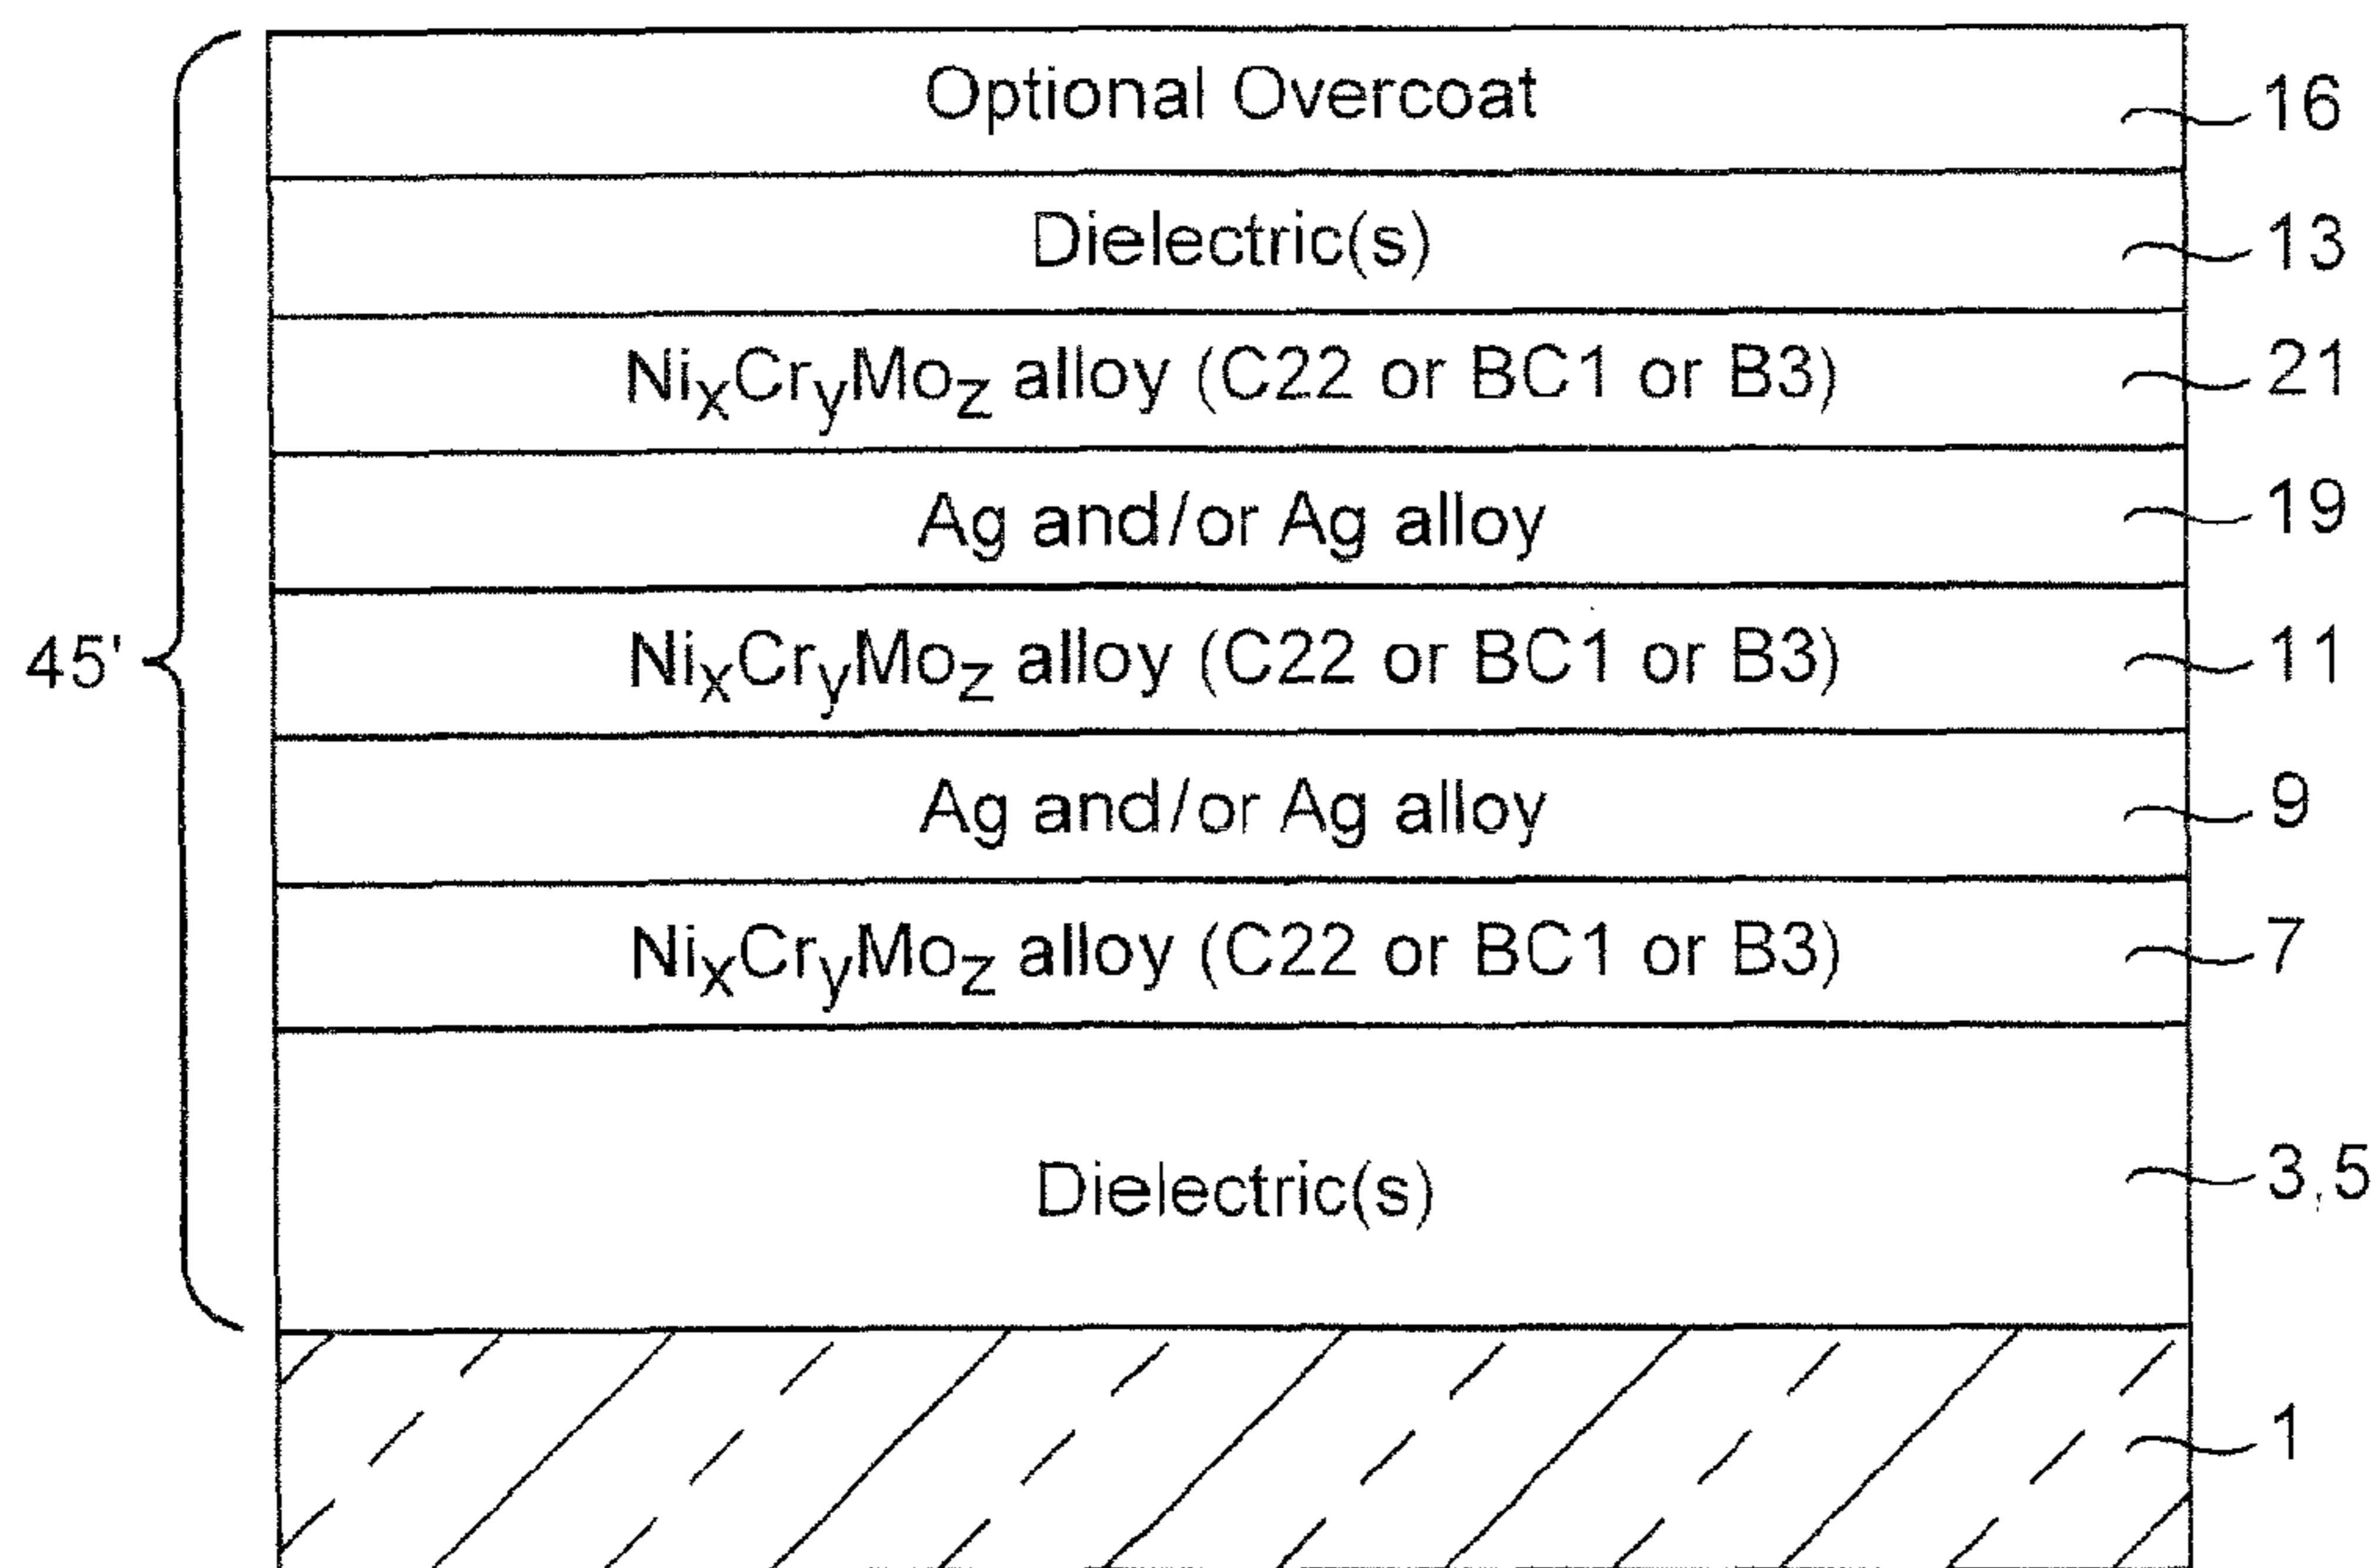 Optional Overcoat 16
Dielectric(s) 13
NixCryMoz alloy (C22 or BC1 or B3) 21
Ag and/or Ag alloy 19
45' NixCryMoz alloy (C22 or BC1 or B3) 11
Ag and/or Ag alloy 9
NixCryMoz alloy (C22 or BC1 or B3) 7
Dielectric(s) 3,5
1